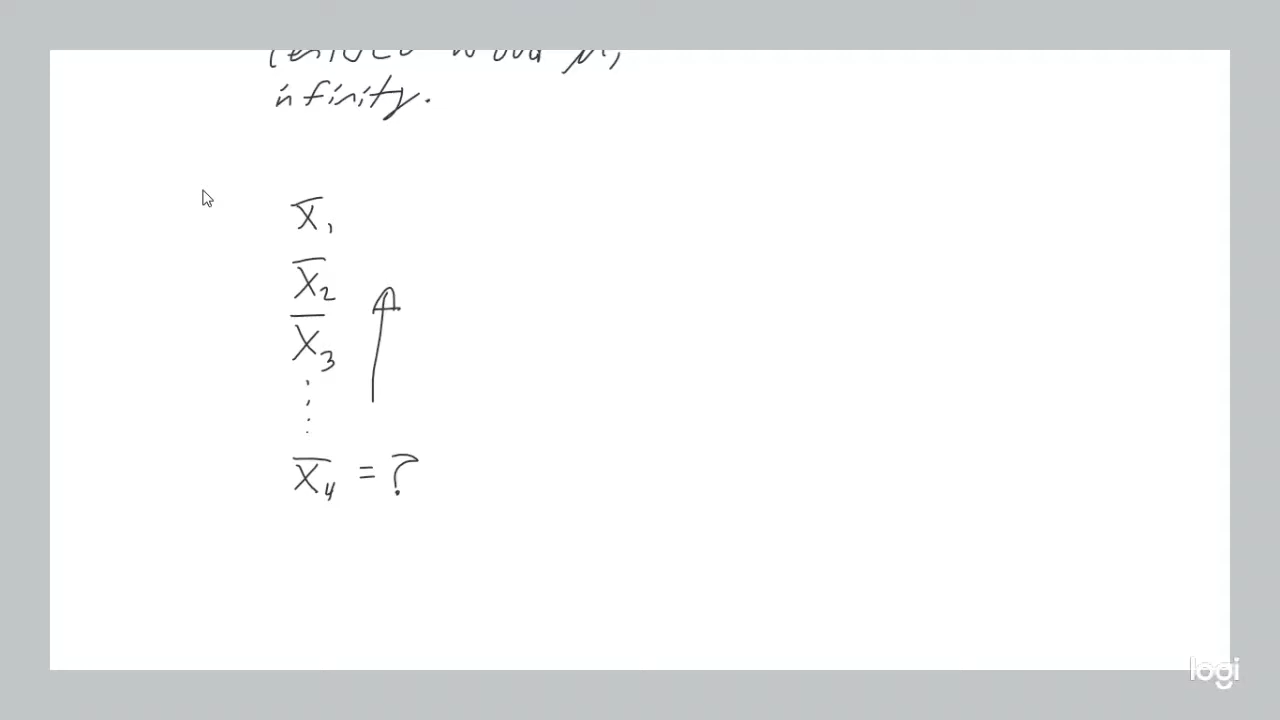 infinity.
X̄₁
X̄₂
X̄₃
⋮
X̄₄ = ?
logi